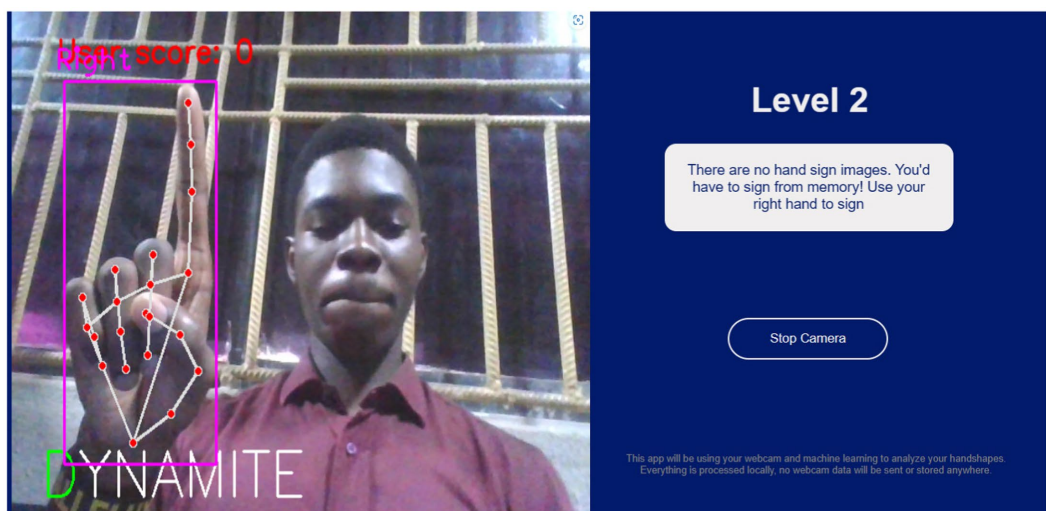 User score: 0
Right
DYNAMITE
Level 2
There are no hand sign images. You'd
have to sign from memory! Use your
right hand to sign
Stop Camera
This app will be using your webcam and machine learning to analyze your handshapes.
Everything is processed locally, no webcam data will be sent or stored anywhere.